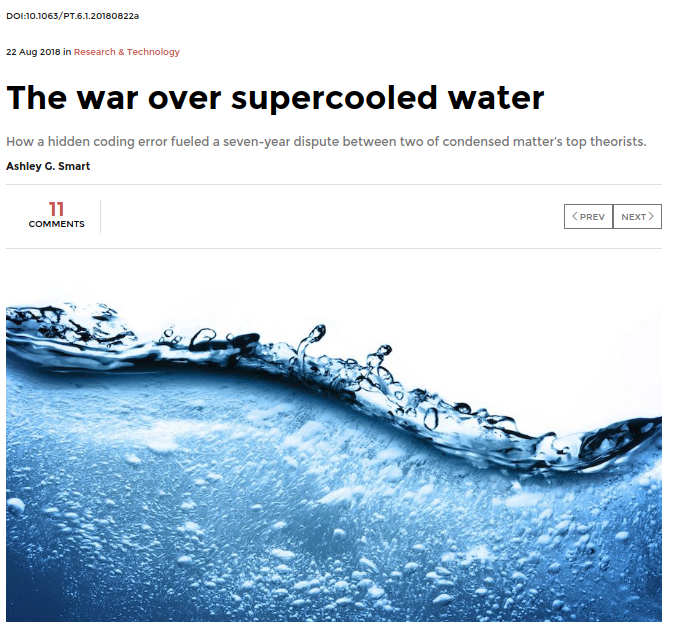 DOI:10.1063/PT.6.1.20180822a
22 Aug 2018 in Research & Technology
The war over supercooled water
How a hidden coding error fueled a seven-year dispute between two of condensed matter's top theorists.
Ashley G. Smart
11
COMMENTS
PREV NEXT